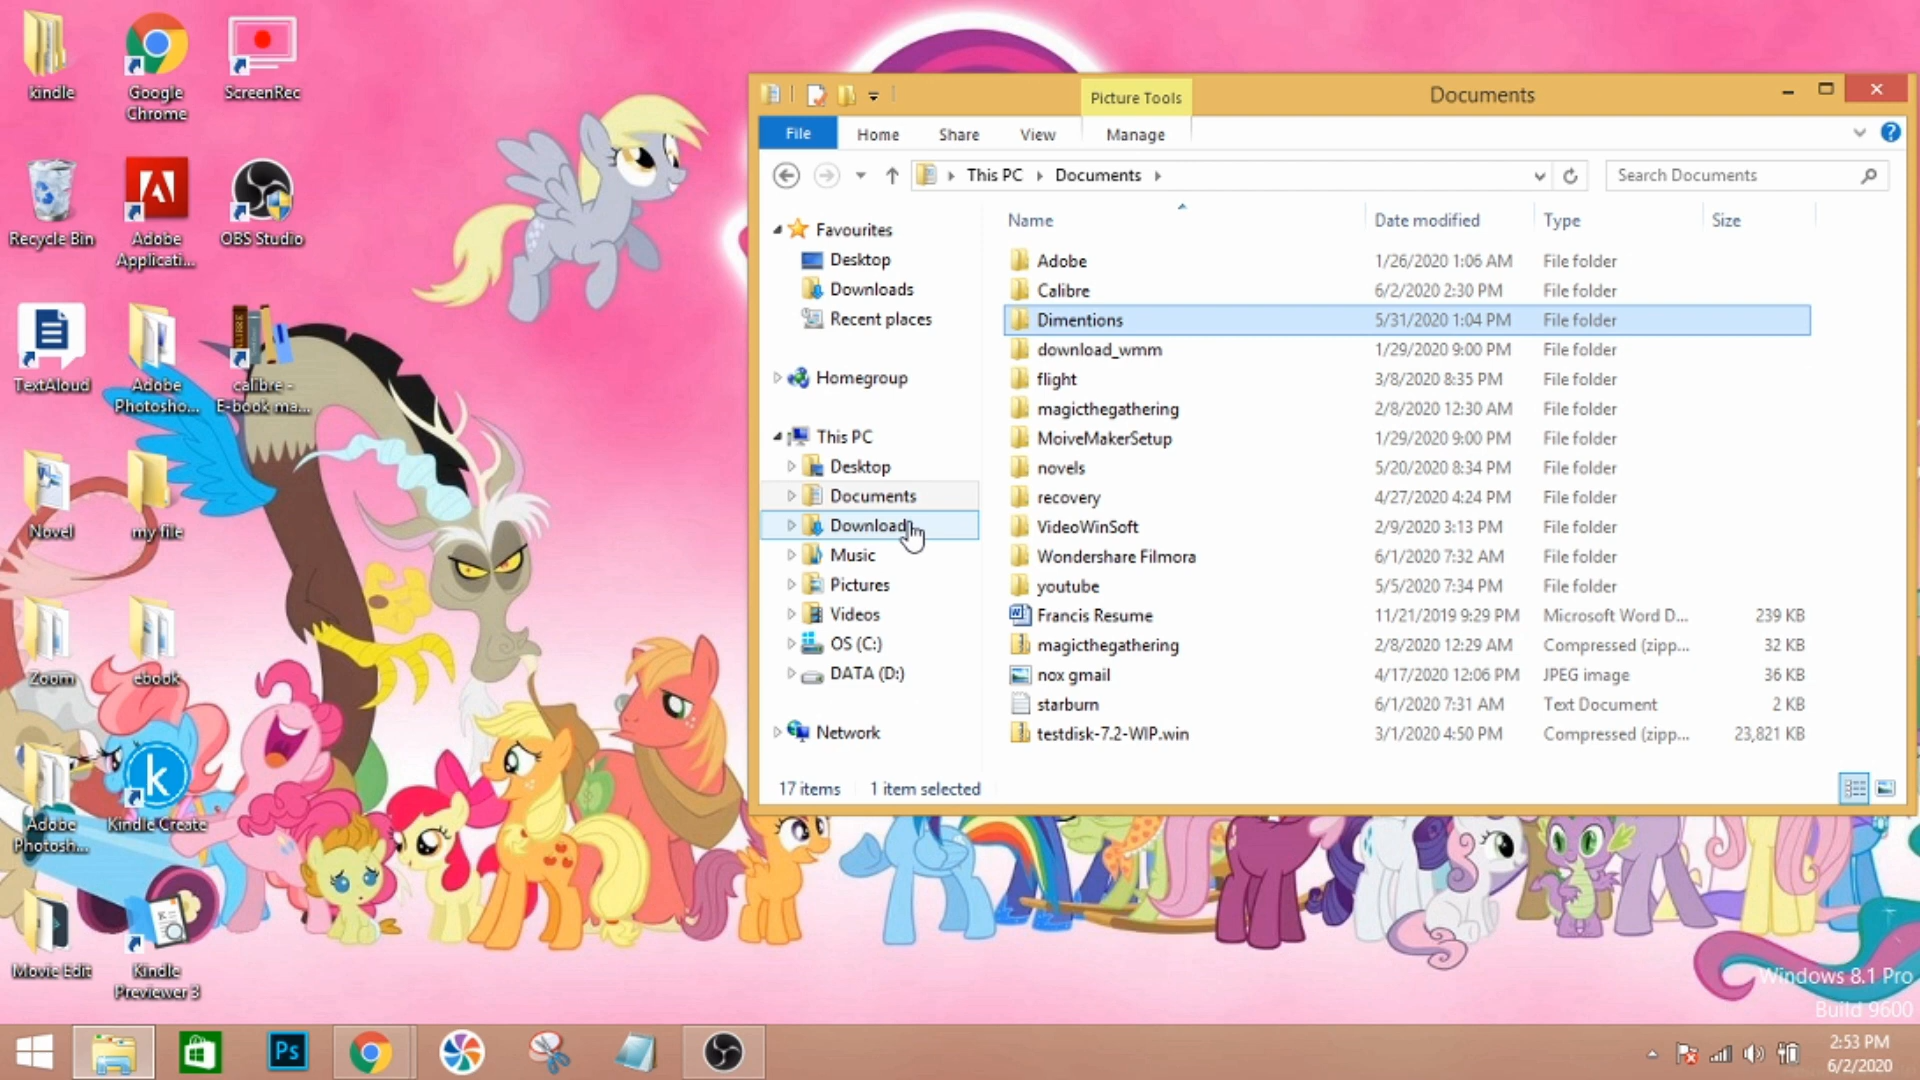 kindle
Google
Chrome
ScreenRec
Recycle Bin
Adobe
Applicati...
OBS Studio
TextAloud
Adobe
Photosho...
calibre -
E-book ma...
Novel
my file
Zoom
ebook
Adobe
Photosh...
Kindle Create
Movie Edit
Kindle
Previewer 3
Picture Tools
Documents
File
Home
Share
View
Manage
This PC
Documents
Search Documents
Name
Date modified
Type
Size
Favourites
Desktop
Downloads
Recent places
Homegroup
This PC
Desktop
Documents
Download
Music
Pictures
Videos
OS (C:)
DATA (D:)
Network
Adobe 1/26/2020 1:06 AM File folder
Calibre 6/2/2020 2:30 PM File folder
Dimentions 5/31/2020 1:04 PM File folder
download_wmm 1/29/2020 9:00 PM File folder
flight 3/8/2020 8:35 PM File folder
magicthegathering 2/8/2020 12:30 AM File folder
MoiveMakerSetup 1/29/2020 9:00 PM File folder
novels 5/20/2020 8:34 PM File folder
recovery 4/27/2020 4:24 PM File folder
VideoWinSoft 2/9/2020 3:13 PM File folder
Wondershare Filmora 6/1/2020 7:32 AM File folder
youtube 5/5/2020 7:34 PM File folder
Francis Resume 11/21/2019 9:29 PM Microsoft Word D... 239 KB
magicthegathering 2/8/2020 12:29 AM Compressed (zipp... 32 KB
nox gmail 4/17/2020 12:06 PM JPEG image 36 KB
starburn 6/1/2020 7:31 AM Text Document 2 KB
testdisk-7.2-WIP.win 3/1/2020 4:50 PM Compressed (zipp... 23,821 KB
17 items 1 item selected
Windows 8.1 Pro
Build 9600
Ps
2:53 PM
6/2/2020